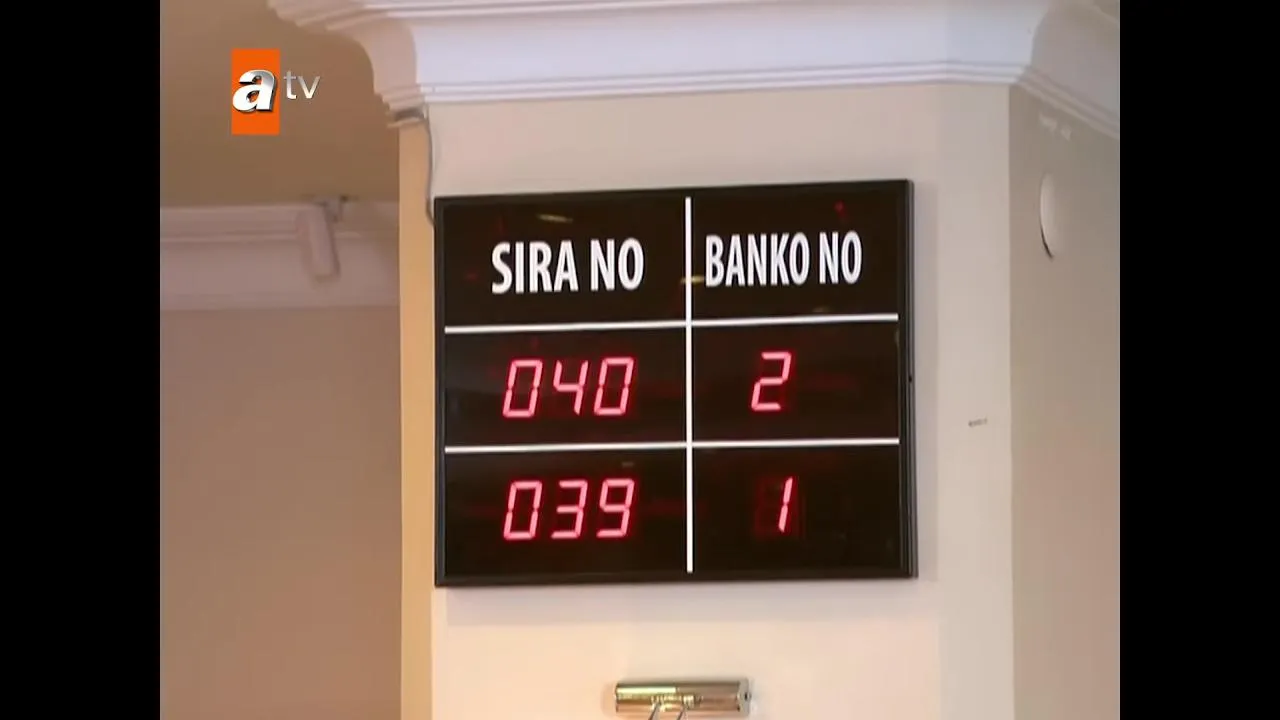 atv
SIRA NO BANKO NO
040 2
039 1